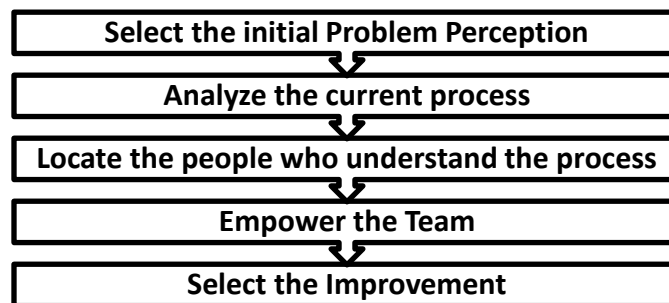 Select the initial Problem Perception
Analyze the current process
Locate the people who understand the process
Empower the Team
Select the Improvement